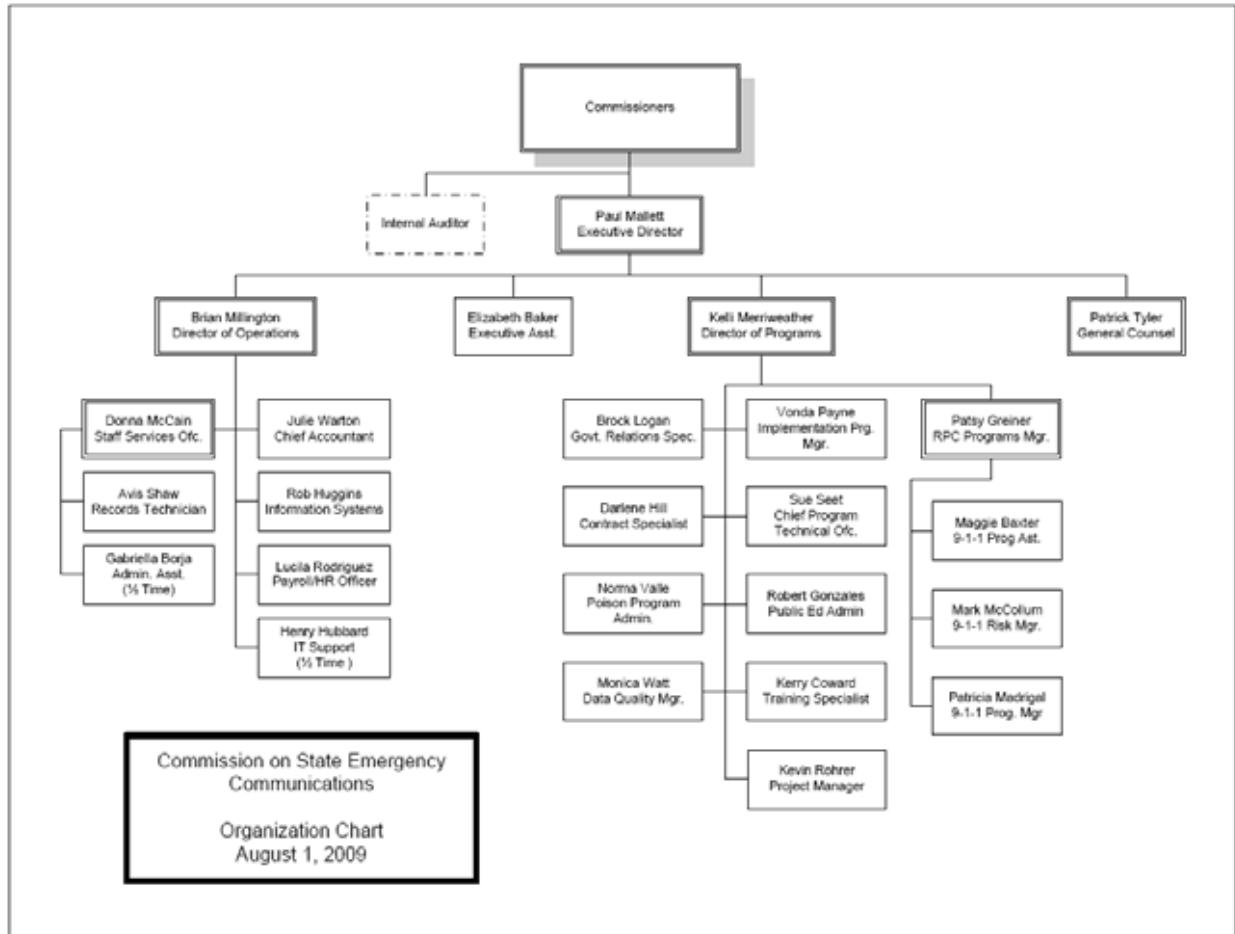 Commissioners
Internal Auditor
Paul Mallett
Executive Director
Brian Millington
Director of Operations
Elizabeth Baker
Executive Asst.
Kelli Merriweather
Director of Programs
Patrick Tyler
General Counsel
Donna McCain
Staff Services Ofc.
Julie Warton
Chief Accountant
Avis Shaw
Records Technician
Rob Huggins
Information Systems
Gabriella Borja
Admin. Asst.
(½ Time)
Lucila Rodriguez
Payroll/HR Officer
Henry Hubbard
IT Support
(½ Time )
Brock Logan
Govt. Relations Spec.
Vonda Payne
Implementation Prg.
Mgr.
Patsy Greiner
RPC Programs Mgr.
Darlene Hill
Contract Specialist
Sue Seet
Chief Program
Technical Ofc.
Maggie Baxter
9-1-1 Prog Ast.
Norma Valle
Poison Program
Admin.
Robert Gonzales
Public Ed Admin
Mark McCollum
9-1-1 Risk Mgr.
Monica Watt
Data Quality Mgr.
Kerry Coward
Training Specialist
Patricia Madrigal
9-1-1 Prog. Mgr
Kevin Rohrer
Project Manager
Commission on State Emergency
Communications
Organization Chart
August 1, 2009